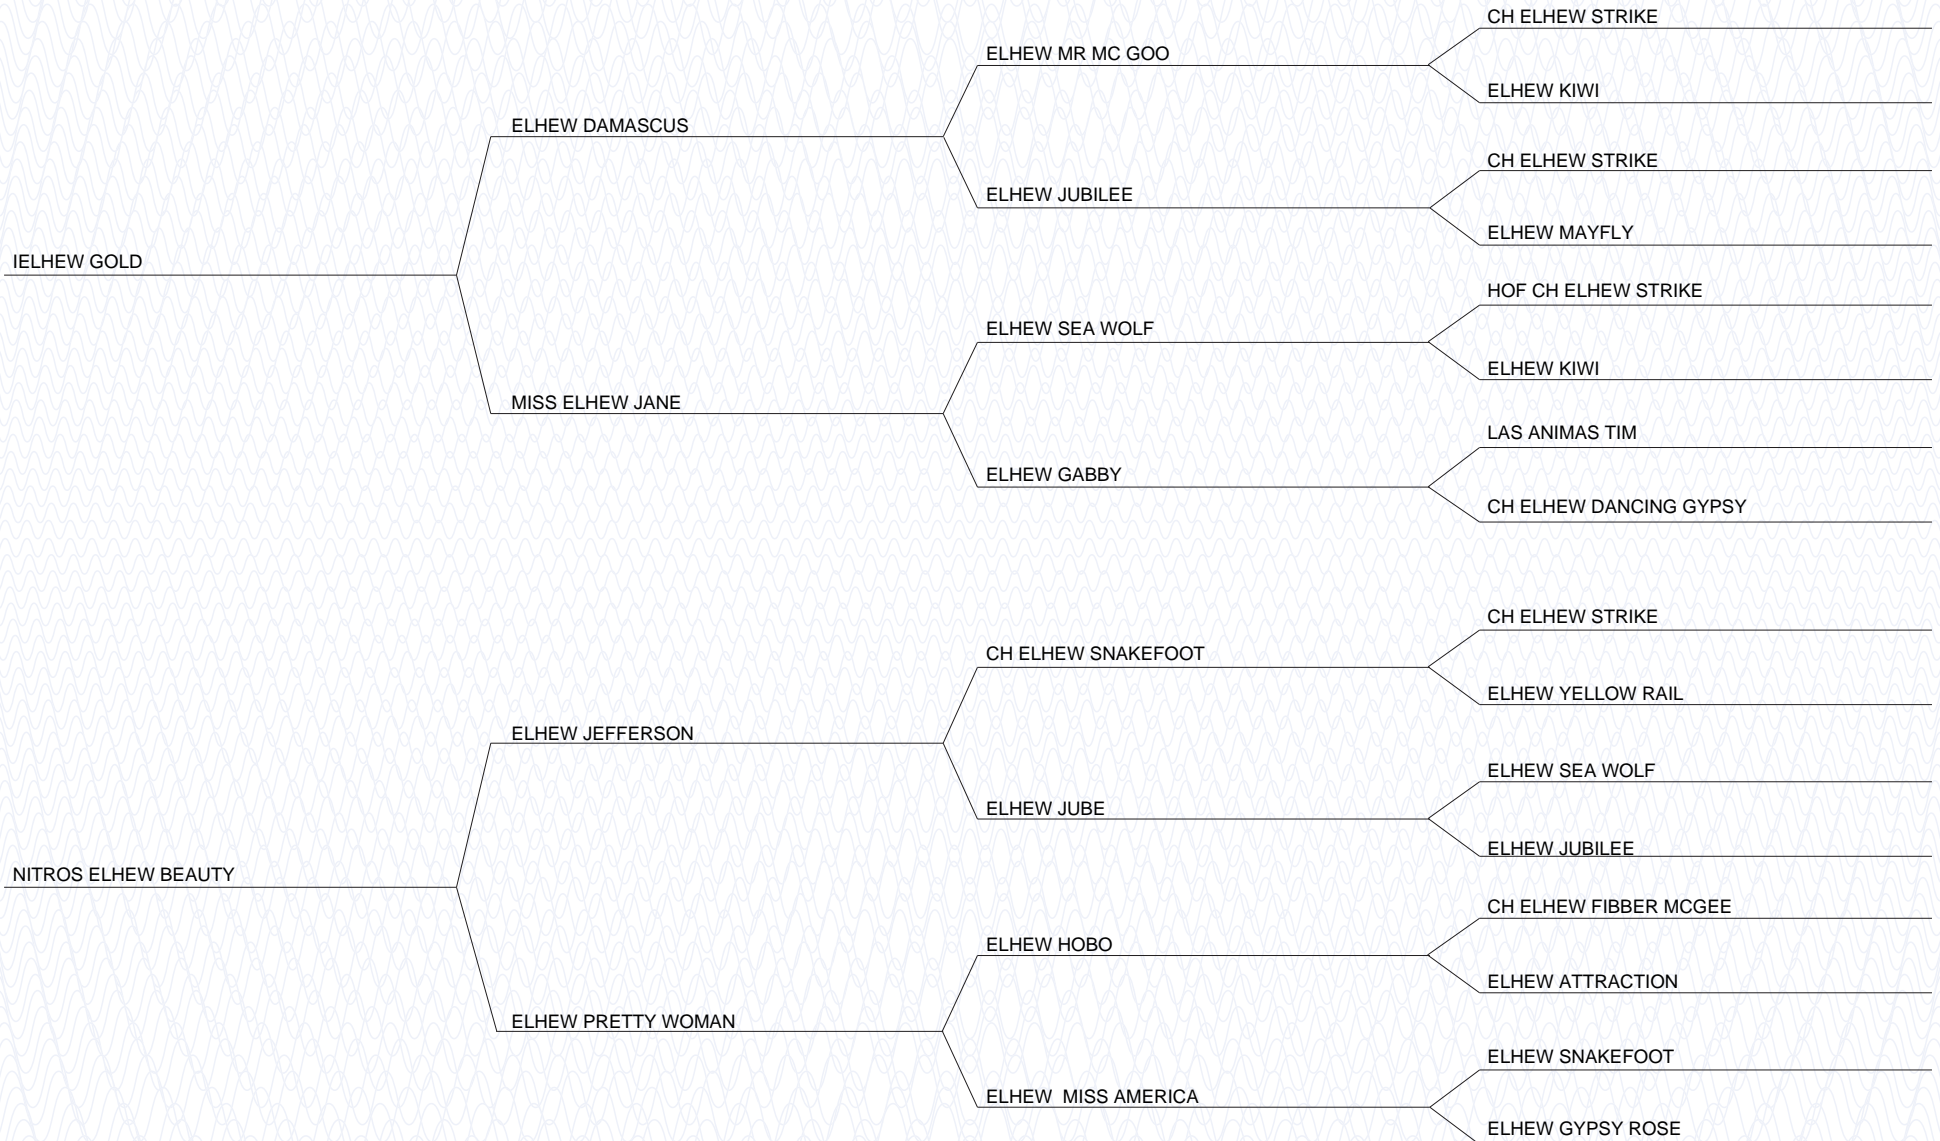 CH ELHEW STRIKE
ELHEW MR MC GOO
ELHEW KIWI
ELHEW DAMASCUS
CH ELHEW STRIKE
ELHEW JUBILEE
ELHEW MAYFLY
IELHEW GOLD
HOF CH ELHEW STRIKE
ELHEW SEA WOLF
ELHEW KIWI
MISS ELHEW JANE
LAS ANIMAS TIM
ELHEW GABBY
CH ELHEW DANCING GYPSY
CH ELHEW STRIKE
CH ELHEW SNAKEFOOT
ELHEW YELLOW RAIL
ELHEW JEFFERSON
ELHEW SEA WOLF
ELHEW JUBE
ELHEW JUBILEE
NITROS ELHEW BEAUTY
CH ELHEW FIBBER MCGEE
ELHEW HOBO
ELHEW ATTRACTION
ELHEW PRETTY WOMAN
ELHEW SNAKEFOOT
ELHEW  MISS AMERICA
ELHEW GYPSY ROSE